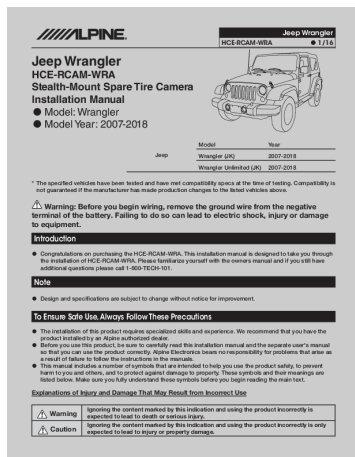 ALPINE.
Jeep Wrangler
HCE-RCAM-WRA ● 1/16
Jeep Wrangler
HCE-RCAM-WRA
Stealth-Mount Spare Tire Camera
Installation Manual
● Model: Wrangler
● Model Year: 2007-2018
Model Year
Jeep Wrangler (JK) 2007-2018
Wrangler Unlimited (JK) 2007-2018
* The specified vehicles have been tested and have met compatibility specs at the time of testing. Compatibility is
not guaranteed if the manufacturer has made production changes to the listed vehicles above.
⚠ Warning: Before you begin wiring, remove the ground wire from the negative
terminal of the battery. Failing to do so can lead to electric shock, injury or damage
to equipment.
Introduction
● Congratulations on purchasing the HCE-RCAM-WRA. This installation manual is designed to take you through
the installation of HCE-RCAM-WRA. Please familiarize yourself with the owners manual and if you still have
additional questions please call 1-800-TECH-101.
Note
● Design and specifications are subject to change without notice for improvement.
To Ensure Safe Use, Always Follow These Precautions
● The installation of this product requires specialized skills and experience. We recommend that you have the
product installed by an Alpine authorized dealer.
● Before you use this product, be sure to carefully read this installation manual and the separate user's manual
so that you can use the product correctly. Alpine Electronics bears no responsibility for problems that arise as
a result of failure to follow the instructions in the manuals.
● This manual includes a number of symbols that are intended to help you use the product safely, to prevent
harm to you and others, and to protect against damage to property. These symbols and their meanings are
listed below. Make sure you fully understand these symbols before you begin reading the main text.
Explanations of Injury and Damage That May Result from Incorrect Use
⚠ Warning Ignoring the content marked by this indication and using the product incorrectly is
expected to lead to death or serious injury.
⚠ Caution Ignoring the content marked by this indication and using the product incorrectly is only
expected to lead to injury or property damage.